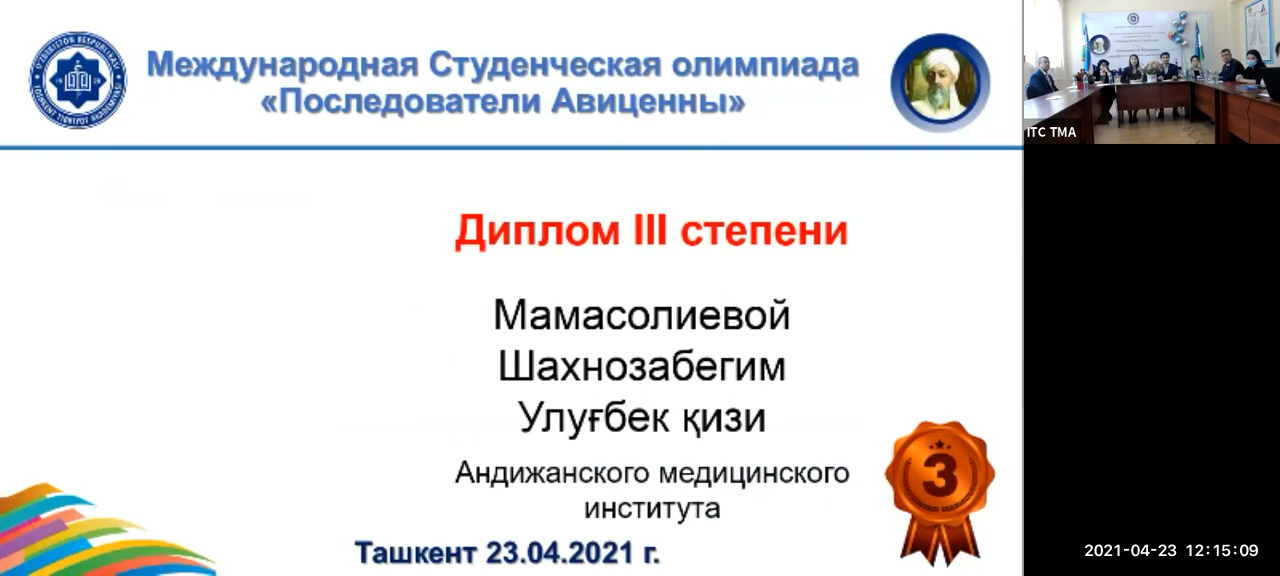 Международная Студенческая олимпиада
«Последователи Авиценны»
Диплом III степени
Мамасолиевой
Шахнозабегим
Улуғбек қизи
Андижанского медицинского
института
3
Ташкент 23.04.2021 г.
ITC TMA
2021-04-23 12:15:09